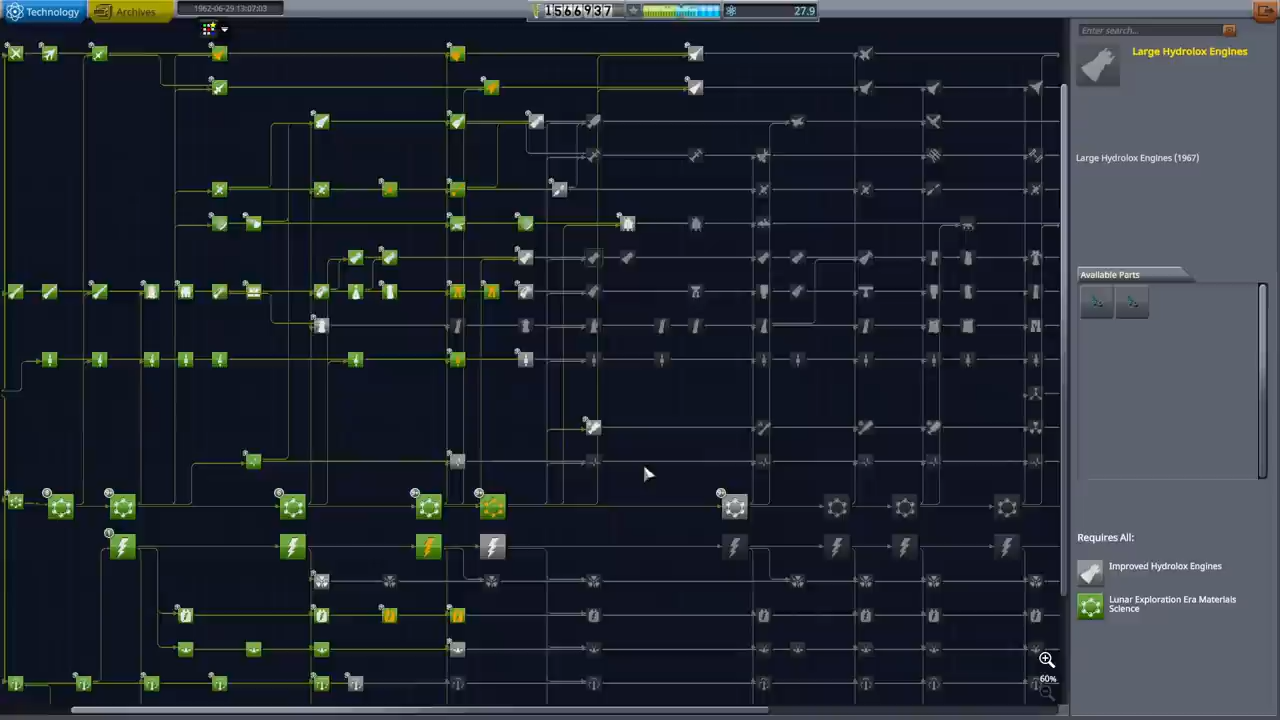 Technology
Archives
1962-06-29 13:07:03
1566937
27.9
Enter search...
Large Hydrolox Engines
Large Hydrolox Engines (1967)
Available Parts
Requires All:
Improved Hydrolox Engines
Lunar Exploration Era Materials
Science
60%